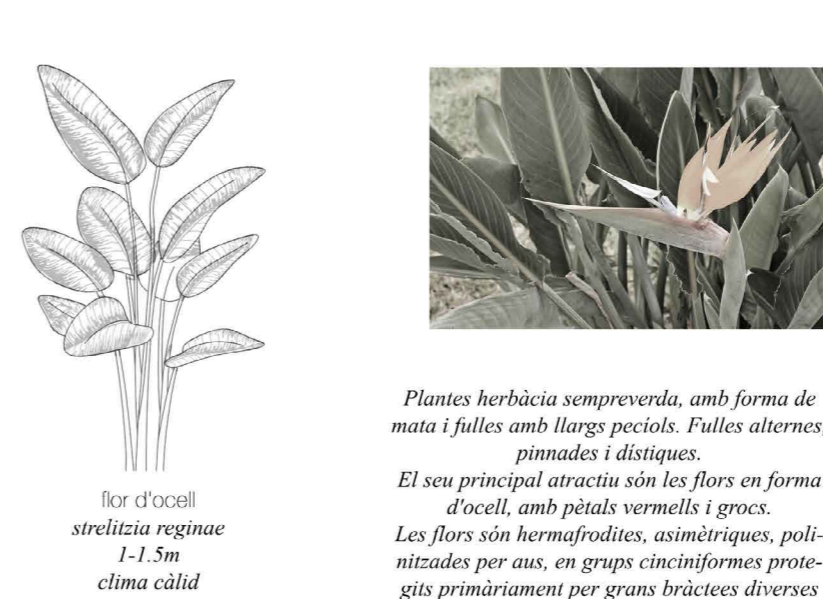 flor d'ocell
strelitzia reginae
1-1.5m
clima càlid
Plantes herbàcia sempreverda, amb forma de
mata i fulles amb llargs pecíols. Fulles alternes,
pinnades i dístiques.
El seu principal atractiu són les flors en forma
d'ocell, amb pètals vermells i grocs.
Les flors són hermafrodites, asimètriques, poli-
nitzades per aus, en grups cinciniformes prote-
gits primàriament per grans bràctees diverses